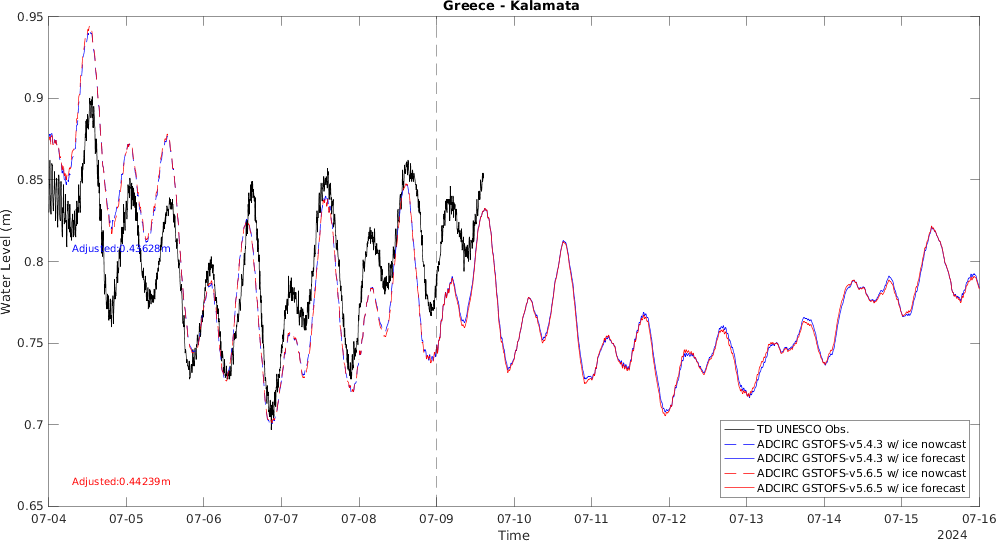 Greece - Kalamata
0.95
0.9
0.85
0.8
0.75
0.7
0.65
Water Level (m)
Adjusted:0.43628m
Adjusted:0.44239m
TD UNESCO Obs.
ADCIRC GSTOFS-v5.4.3 w/ ice nowcast
ADCIRC GSTOFS-v5.4.3 w/ ice forecast
ADCIRC GSTOFS-v5.6.5 w/ ice nowcast
ADCIRC GSTOFS-v5.6.5 w/ ice forecast
07-04 07-05 07-06 07-07 07-08 07-09 07-10 07-11 07-12 07-13 07-14 07-15 07-16
Time
2024